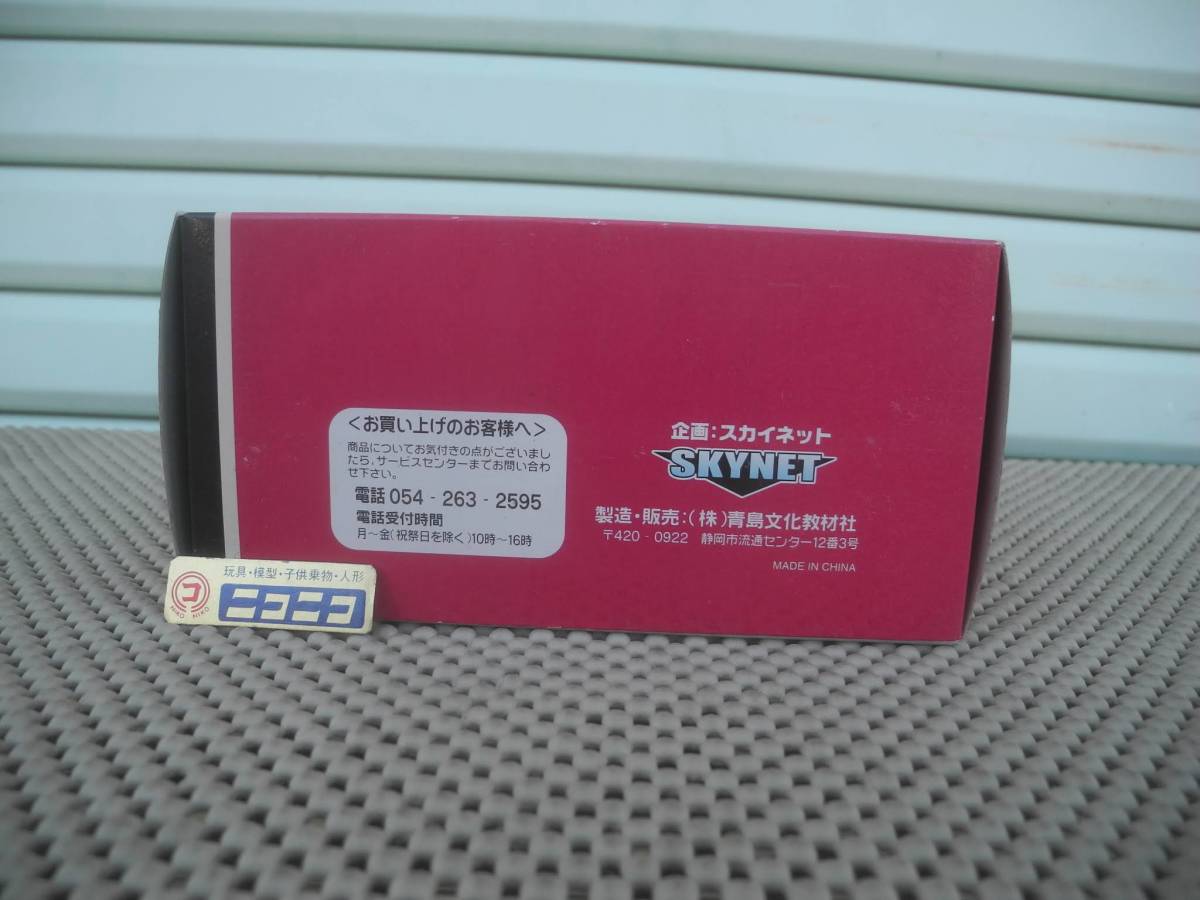 ＜お買い上げのお客様へ＞
商品についてお気付きの点がございまし
たら,サービスセンターまでお問い合わ
せ下さい。
電話 054 - 263 - 2595
電話受付時間
月～金(祝祭日を除く)10時～16時
企画:スカイネット
SKYNET
製造・販売:(株)青島文化教材社
〒420 - 0922 静岡市流通センター12番3号
MADE IN CHINA
玩具・模型・子供乗物・人形
コ
NIKO NIKO
ニコニコ